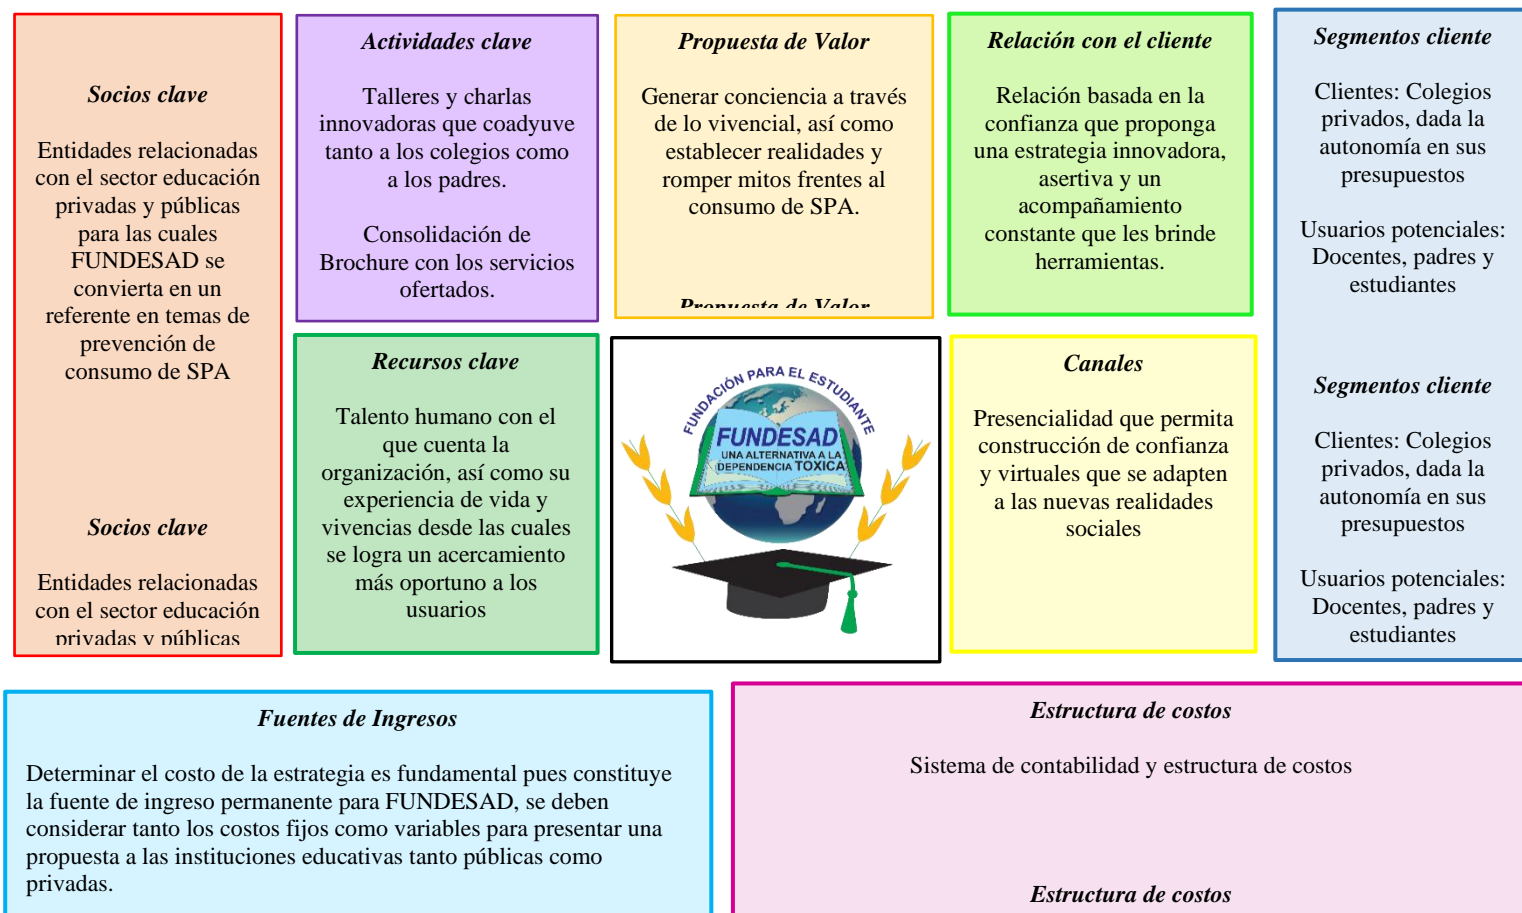 Socios clave
Entidades relacionadas
con el sector educación
privadas y públicas
para las cuales
FUNDESAD se
convierta en un
referente en temas de
prevención de
consumo de SPA
Socios clave
Entidades relacionadas
con el sector educación
privadas y públicas
Actividades clave
Talleres y charlas
innovadoras que coadyuve
tanto a los colegios como
a los padres.
Consolidación de
Brochure con los servicios
ofertados.
Recursos clave
Talento humano con el
que cuenta la
organización, así como su
experiencia de vida y
vivencias desde las cuales
se logra un acercamiento
más oportuno a los
usuarios
Propuesta de Valor
Generar conciencia a través
de lo vivencial, así como
establecer realidades y
romper mitos frentes al
consumo de SPA.
Propuesta de Valor
FUNDACIÓN PARA EL ESTUDIANTE
FUNDESAD
UNA ALTERNATIVA A LA
DEPENDENCIA TOXICA
Relación con el cliente
Relación basada en la
confianza que proponga
una estrategia innovadora,
asertiva y un
acompañamiento
constante que les brinde
herramientas.
Canales
Presencialidad que permita
construcción de confianza
y virtuales que se adapten
a las nuevas realidades
sociales
Segmentos cliente
Clientes: Colegios
privados, dada la
autonomía en sus
presupuestos
Usuarios potenciales:
Docentes, padres y
estudiantes
Segmentos cliente
Clientes: Colegios
privados, dada la
autonomía en sus
presupuestos
Usuarios potenciales:
Docentes, padres y
estudiantes
Fuentes de Ingresos
Determinar el costo de la estrategia es fundamental pues constituye
la fuente de ingreso permanente para FUNDESAD, se deben
considerar tanto los costos fijos como variables para presentar una
propuesta a las instituciones educativas tanto públicas como
privadas.
Estructura de costos
Sistema de contabilidad y estructura de costos
Estructura de costos